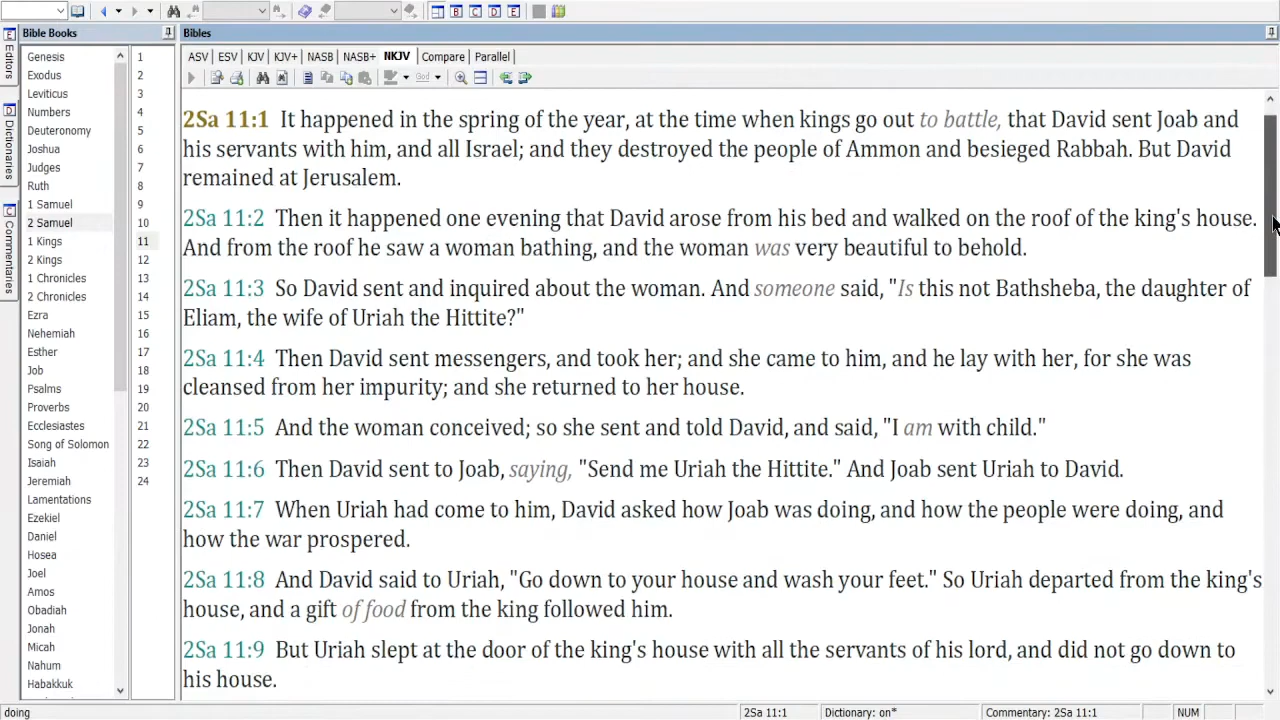 Bible Books
Bibles
ASV ESV KJV KJV+ NASB NASB+ NKJV Compare Parallel
B C D E
God
E Editors
D Dictionaries
C Commentaries
Genesis
Exodus
Leviticus
Numbers
Deuteronomy
Joshua
Judges
Ruth
1 Samuel
2 Samuel
1 Kings
2 Kings
1 Chronicles
2 Chronicles
Ezra
Nehemiah
Esther
Job
Psalms
Proverbs
Ecclesiastes
Song of Solomon
Isaiah
Jeremiah
Lamentations
Ezekiel
Daniel
Hosea
Joel
Amos
Obadiah
Jonah
Micah
Nahum
Habakkuk
1
2
3
4
5
6
7
8
9
10
11
12
13
14
15
16
17
18
19
20
21
22
23
24
2Sa 11:1 It happened in the spring of the year, at the time when kings go out to battle, that David sent Joab and
his servants with him, and all Israel; and they destroyed the people of Ammon and besieged Rabbah. But David
remained at Jerusalem.
2Sa 11:2 Then it happened one evening that David arose from his bed and walked on the roof of the king's house.
And from the roof he saw a woman bathing, and the woman was very beautiful to behold.
2Sa 11:3 So David sent and inquired about the woman. And someone said, "Is this not Bathsheba, the daughter of
Eliam, the wife of Uriah the Hittite?"
2Sa 11:4 Then David sent messengers, and took her; and she came to him, and he lay with her, for she was
cleansed from her impurity; and she returned to her house.
2Sa 11:5 And the woman conceived; so she sent and told David, and said, "I am with child."
2Sa 11:6 Then David sent to Joab, saying, "Send me Uriah the Hittite." And Joab sent Uriah to David.
2Sa 11:7 When Uriah had come to him, David asked how Joab was doing, and how the people were doing, and
how the war prospered.
2Sa 11:8 And David said to Uriah, "Go down to your house and wash your feet." So Uriah departed from the king's
house, and a gift of food from the king followed him.
2Sa 11:9 But Uriah slept at the door of the king's house with all the servants of his lord, and did not go down to
his house.
doing 2Sa 11:1 Dictionary: on* Commentary: 2Sa 11:1 NUM